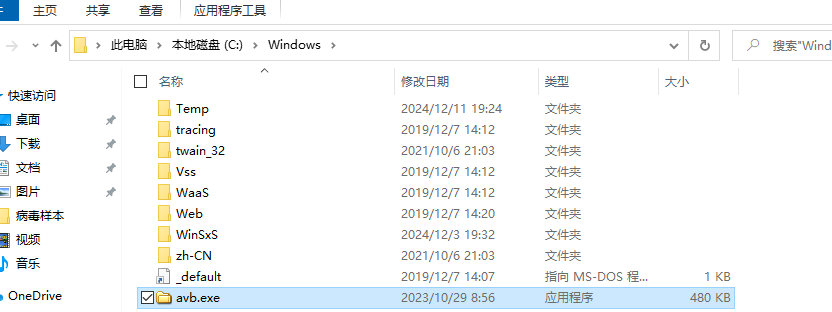 主页 共享 查看 应用程序工具
此电脑 本地磁盘 (C:) Windows 搜索"Wind
名称 修改日期 类型 大小
快速访问
桌面
下载
文档
图片
病毒样本
视频
音乐
OneDrive
Temp 2024/12/11 19:24 文件夹
tracing 2019/12/7 14:12 文件夹
twain_32 2021/10/6 21:03 文件夹
Vss 2019/12/7 14:12 文件夹
WaaS 2019/12/7 14:12 文件夹
Web 2019/12/7 14:20 文件夹
WinSxS 2024/12/3 19:32 文件夹
zh-CN 2021/10/6 21:03 文件夹
_default 2019/12/7 14:07 指向 MS-DOS 程... 1 KB
avb.exe 2023/10/29 8:56 应用程序 480 KB